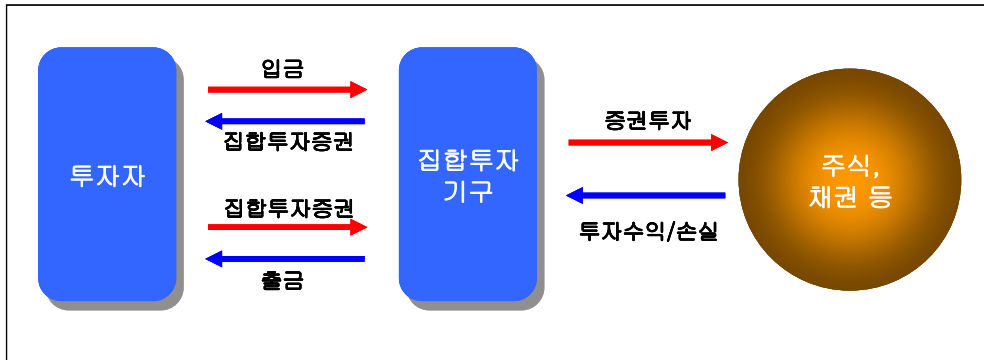 투자자
입금
집합투자증권
집합투자증권
출금
집합투자
기구
증권투자
투자수익/손실
주식,
채권 등